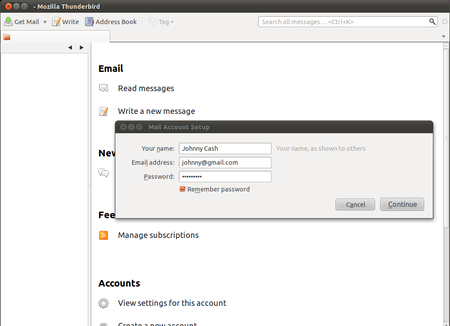 - Mozilla Thunderbird
Get Mail Write Address Book Tag Search all messages... <Ctrl+K>
Email
Read messages
Write a new message
Mail Account Setup
Your name: Johnny Cash Your name, as shown to others
Email address: johnny@gmail.com
Password: •••••••••
Remember password
Cancel Continue
New
Fee
Manage subscriptions
Accounts
View settings for this account
Create a new account